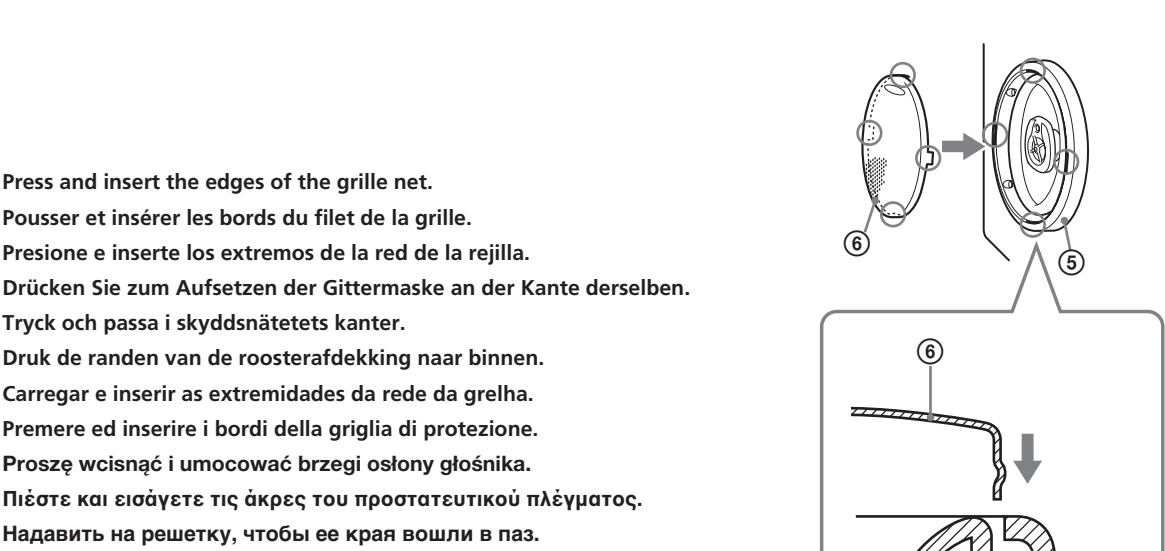 Press and insert the edges of the grille net.
Pousser et insérer les bords du filet de la grille.
Presione e inserte los extremos de la red de la rejilla.
Drücken Sie zum Aufsetzen der Gittermaske an der Kante derselben.
Tryck och passa i skyddsnätetets kanter.
Druk de randen van de roosterafdekking naar binnen.
Carregar e inserir as extremidades da rede da grelha.
Premere ed inserire i bordi della griglia di protezione.
Proszę wcisnąć i umocować brzegi osłony głośnika.
Πιέστε και εισάγετε τις άκρες του προστατευτικού πλέγματος.
Надавить на решетку, чтобы ее края вошли в паз.
⑥
⑤
⑥